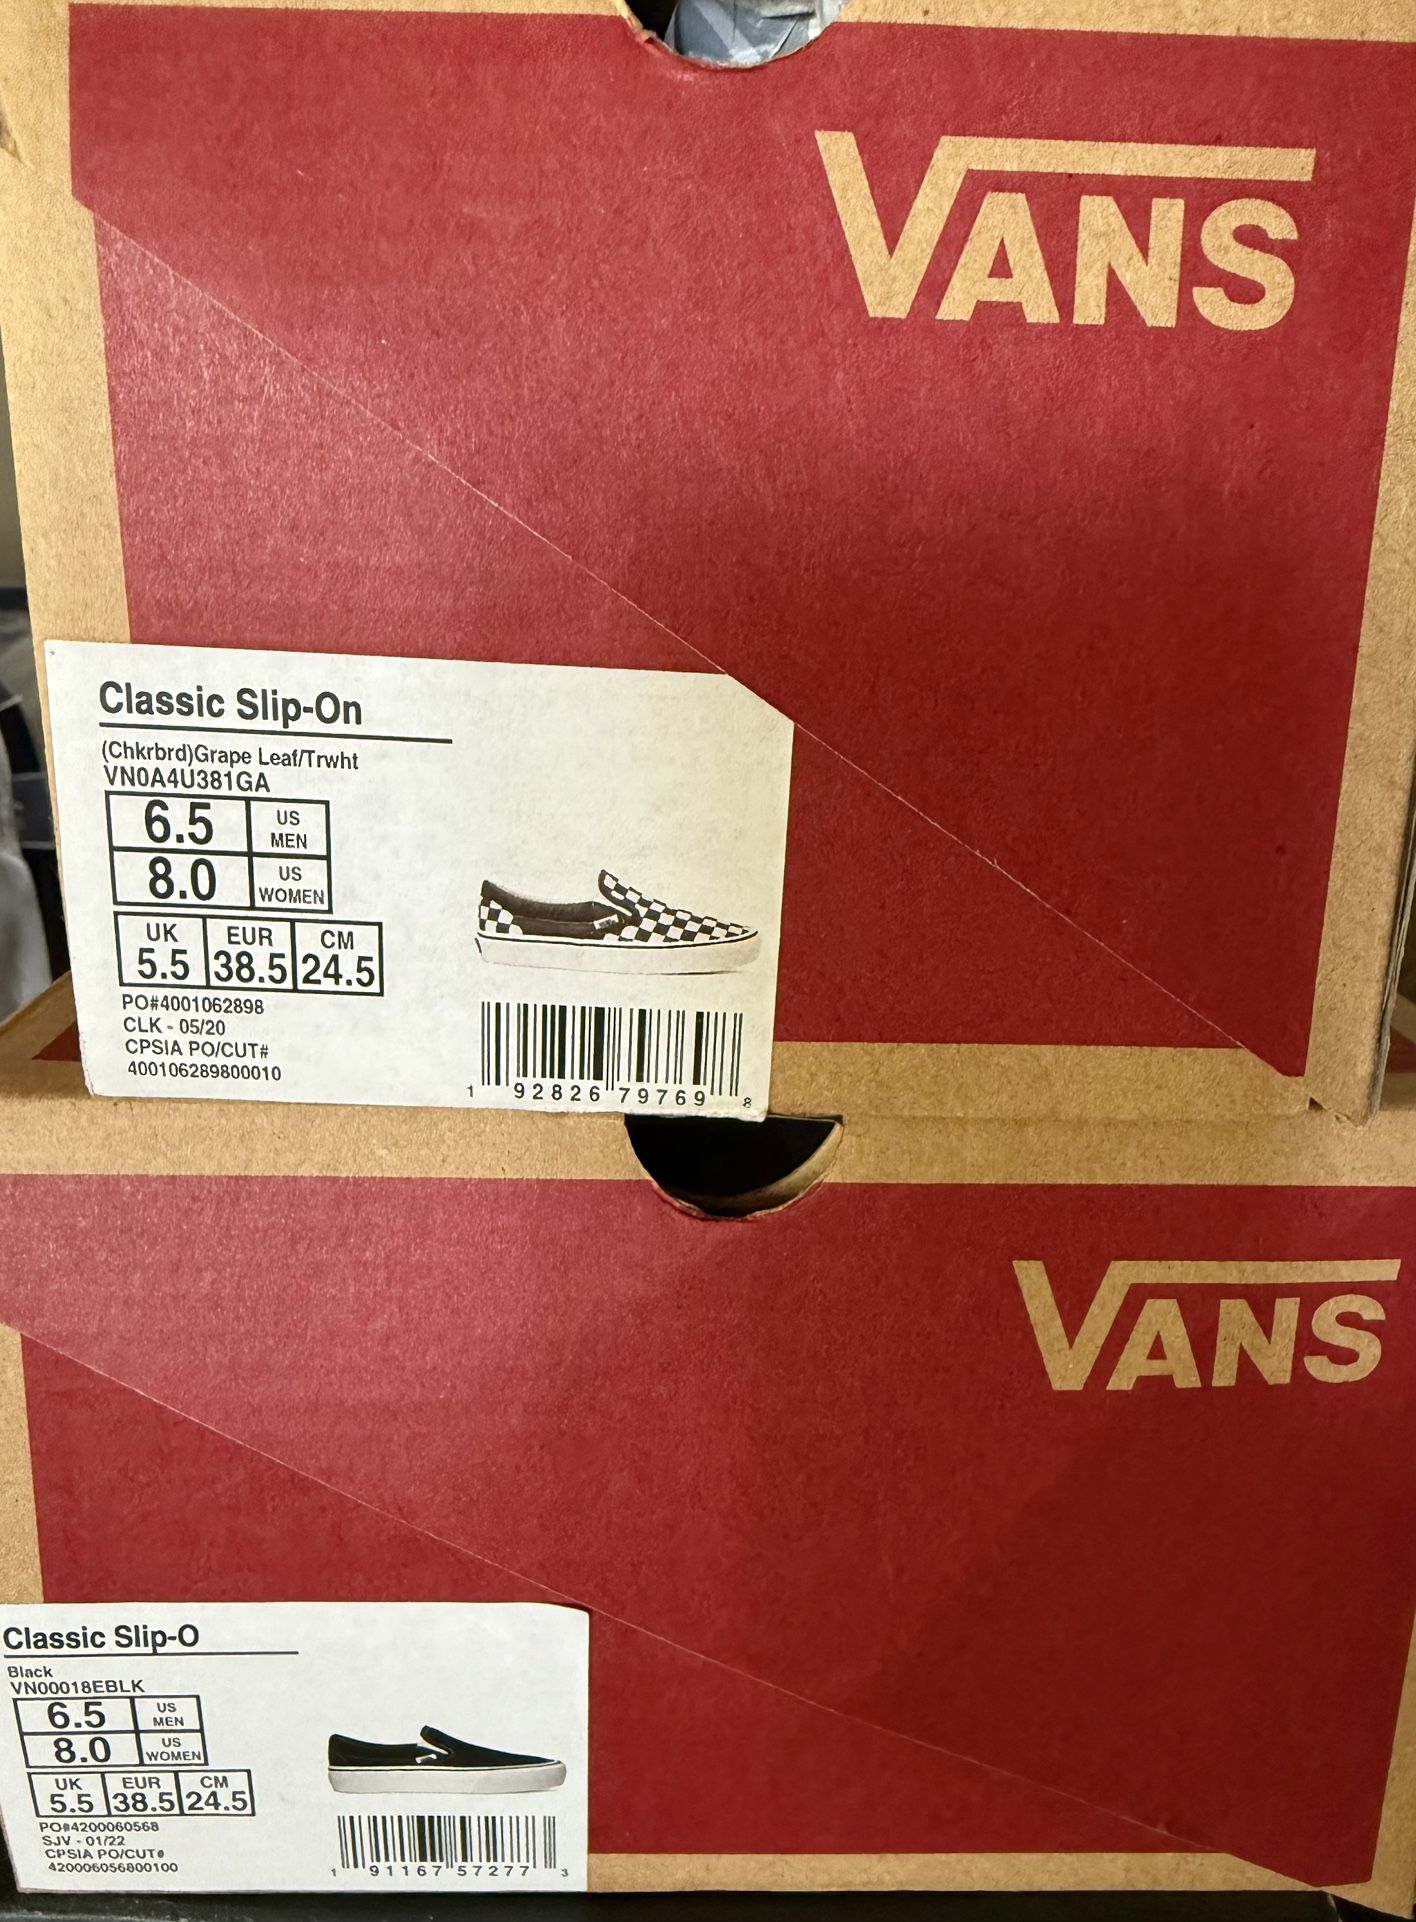 VANS
Classic Slip-On
(Chkrbrd)Grape Leaf/Trwht
VN0A4U381GA
6.5 US MEN
8.0 US WOMEN
UK EUR CM
5.5 38.5 24.5
PO#4001062898
CLK - 05/20
CPSIA PO/CUT#
400106289800010
1 92826 79769 8
VANS
Classic Slip-O
Black
VN00018EBLK
6.5 US MEN
8.0 US WOMEN
UK EUR CM
5.5 38.5 24.5
PO#4200060568
SJV - 01/22
CPSIA PO/CUT#
420006056800100
1 91167 57277 3